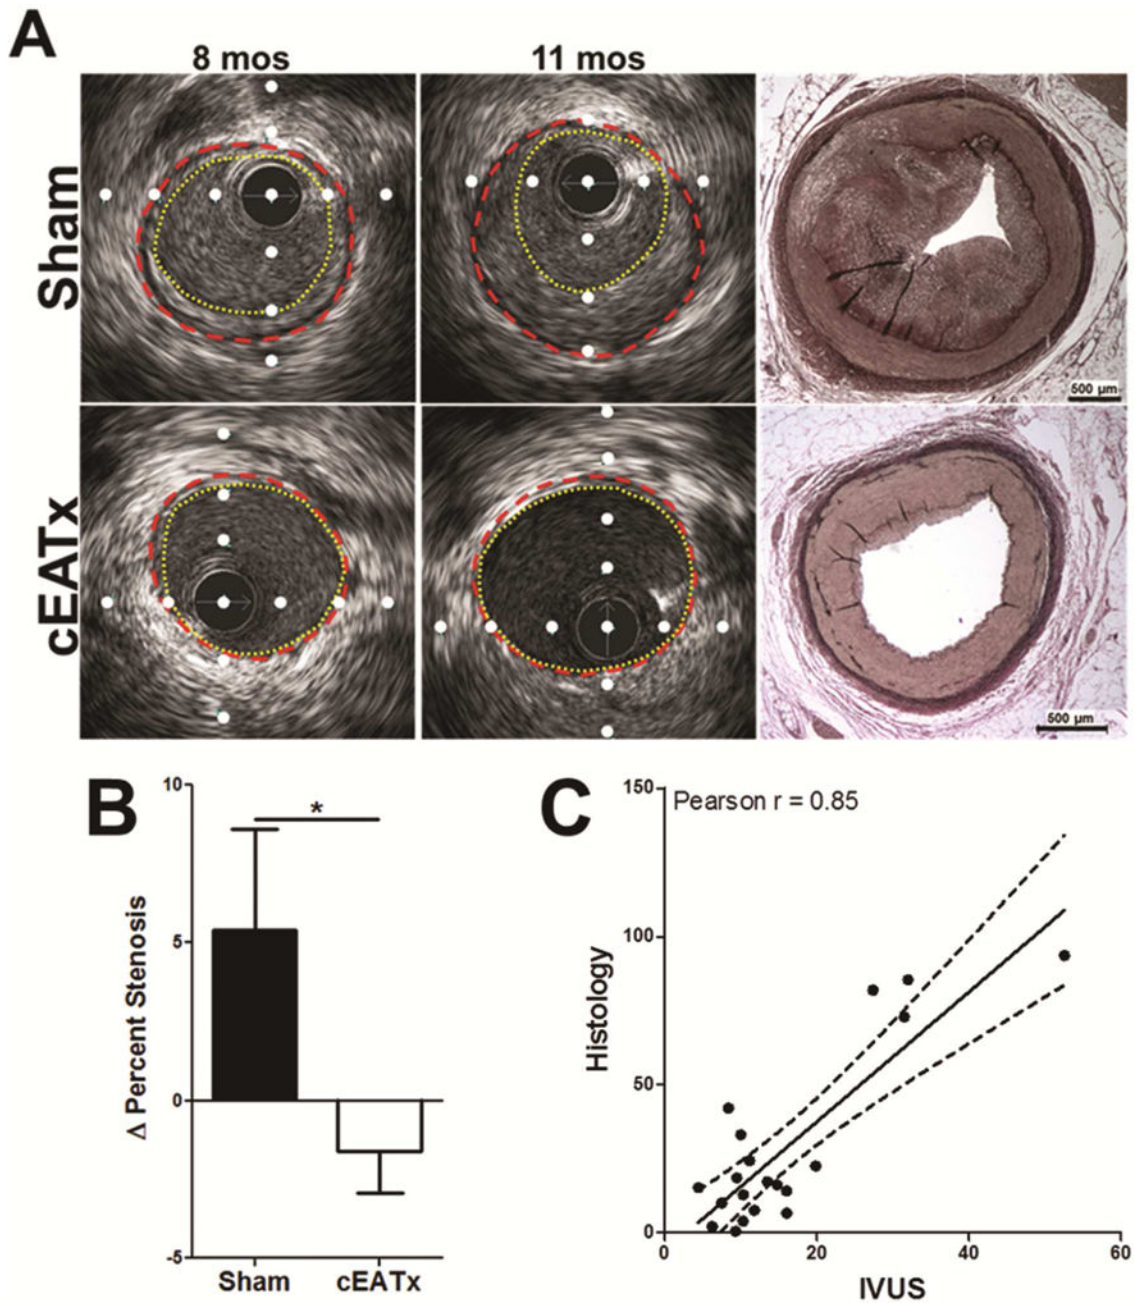 A
8 mos
11 mos
Sham
500 µm
cEATx
500 µm
B
10
5
0
-5
Δ Percent Stenosis
*
Sham
cEATx
C
150
100
50
0
Histology
Pearson r = 0.85
0
20
40
60
IVUS